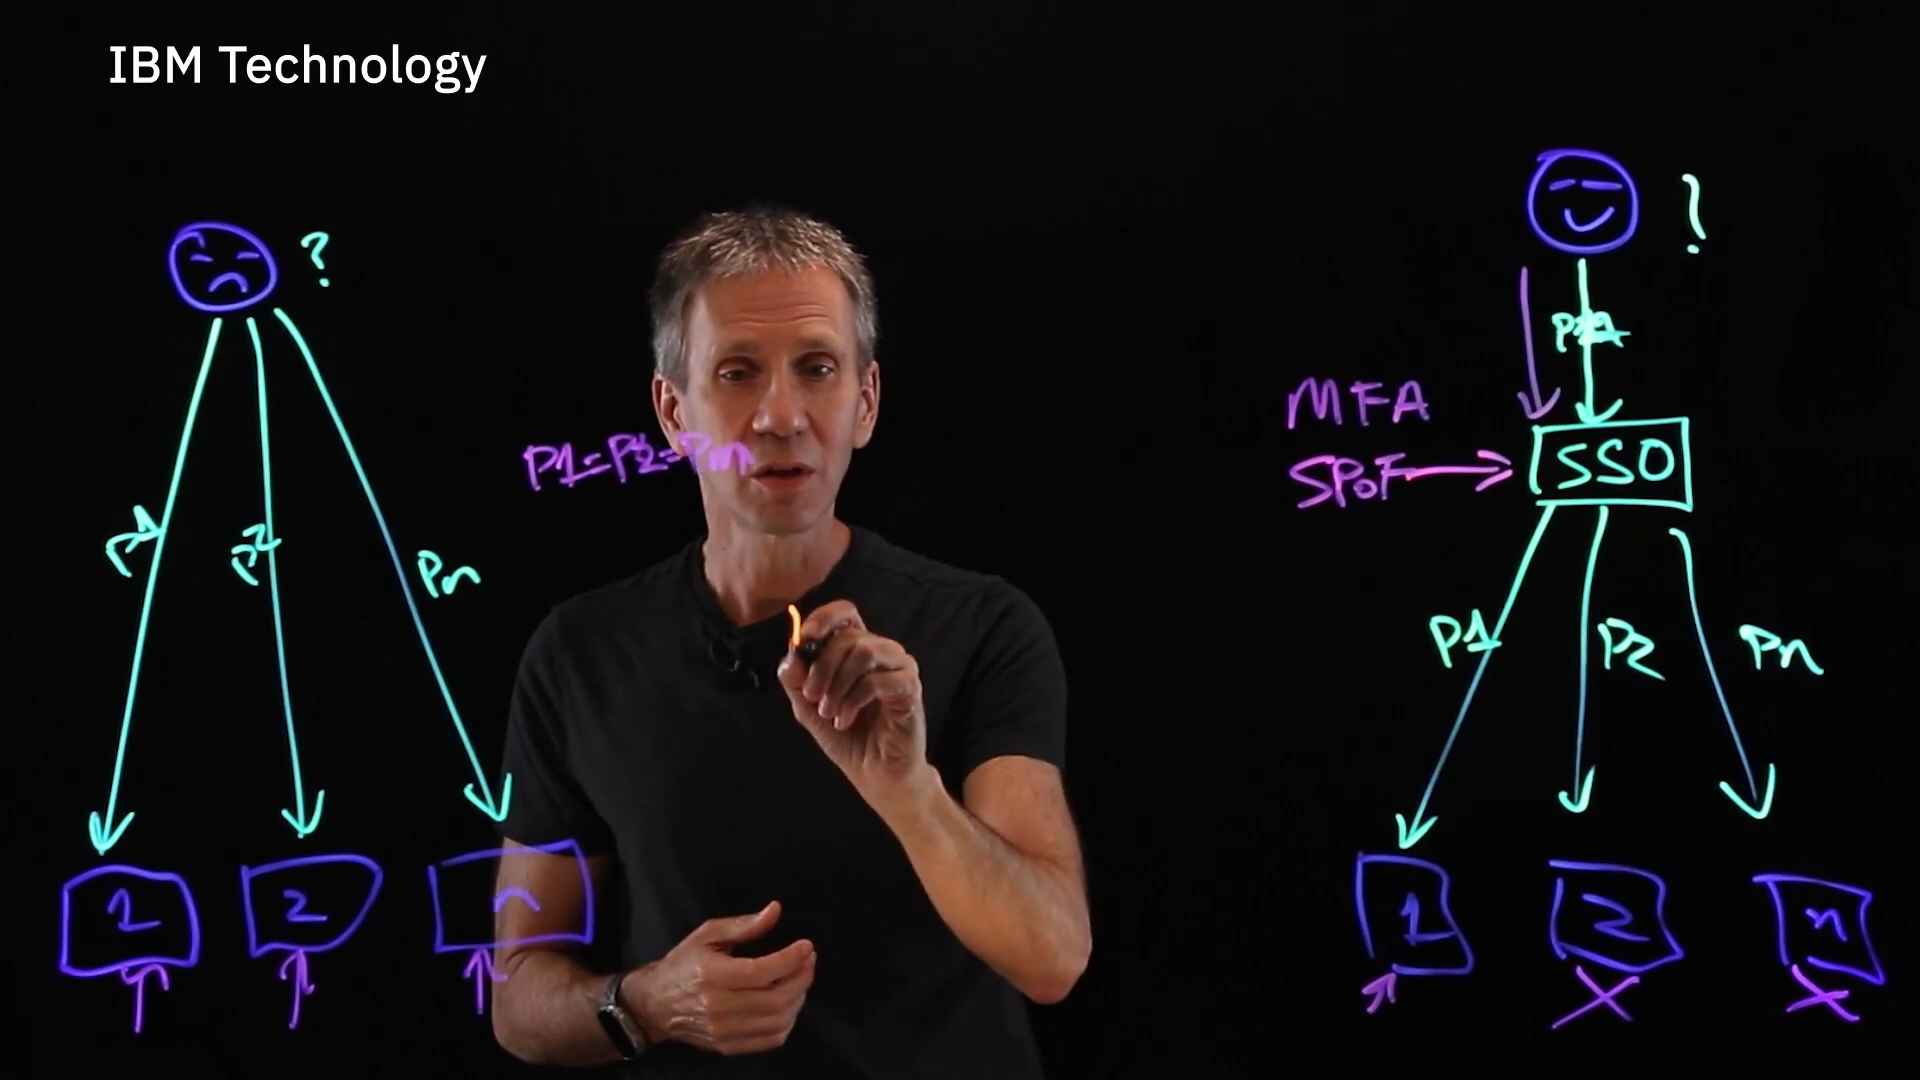 IBM Technology
?
!
MFA
SPoF
SSO
P1=P2=Pn
P1
P2
Pn
P1
P2
Pn
1
2
n
1
2
n